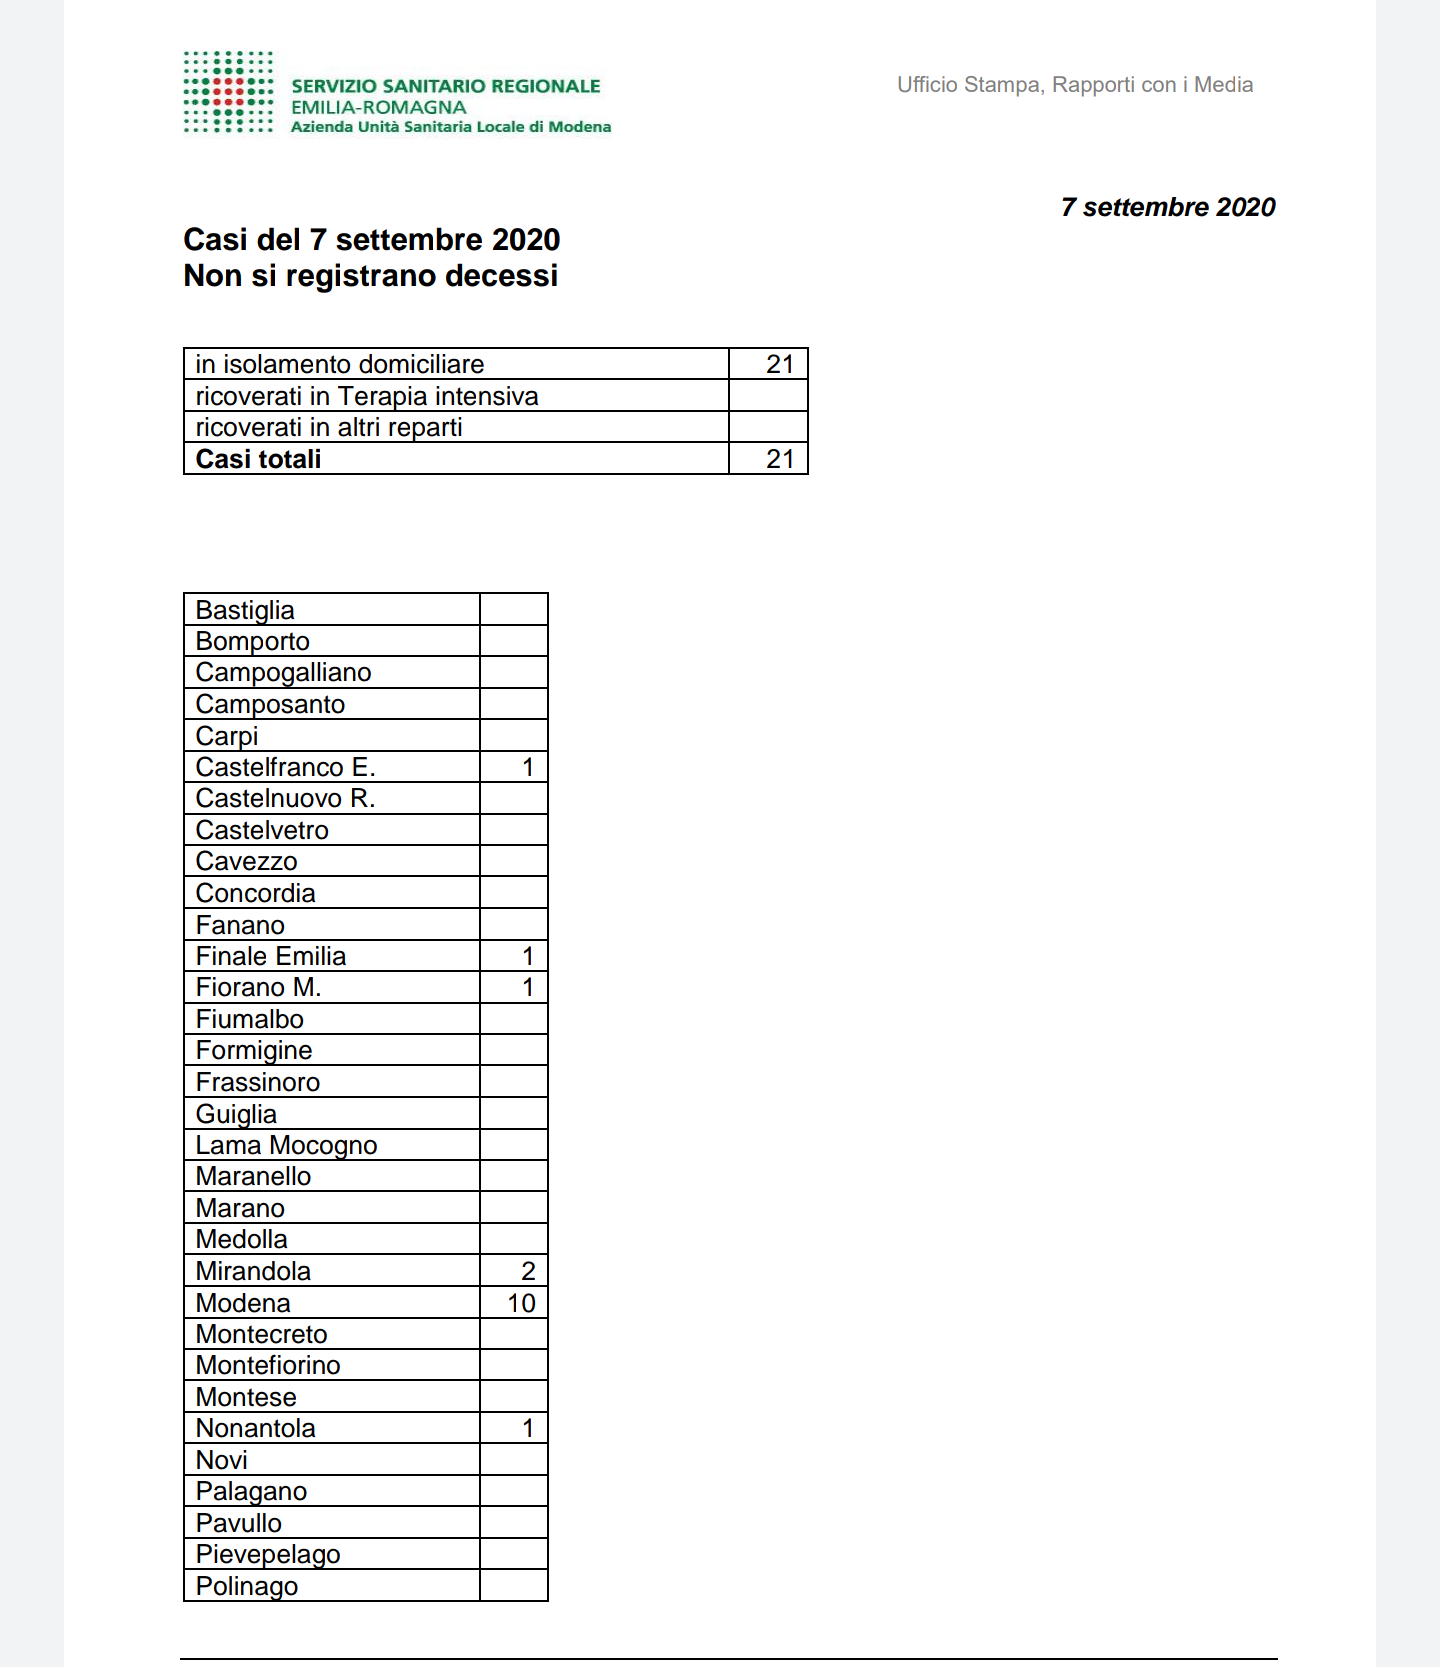 SERVIZIO SANITARIO REGIONALE
EMILIA-ROMAGNA
Azienda Unità Sanitaria Locale di Modena
Ufficio Stampa, Rapporti con i Media
7 settembre 2020
Casi del 7 settembre 2020
Non si registrano decessi
in isolamento domiciliare 21
ricoverati in Terapia intensiva
ricoverati in altri reparti
Casi totali 21
Bastiglia
Bomporto
Campogalliano
Camposanto
Carpi
Castelfranco E. 1
Castelnuovo R.
Castelvetro
Cavezzo
Concordia
Fanano
Finale Emilia 1
Fiorano M. 1
Fiumalbo
Formigine
Frassinoro
Guiglia
Lama Mocogno
Maranello
Marano
Medolla
Mirandola 2
Modena 10
Montecreto
Montefiorino
Montese
Nonantola 1
Novi
Palagano
Pavullo
Pievepelago
Polinago